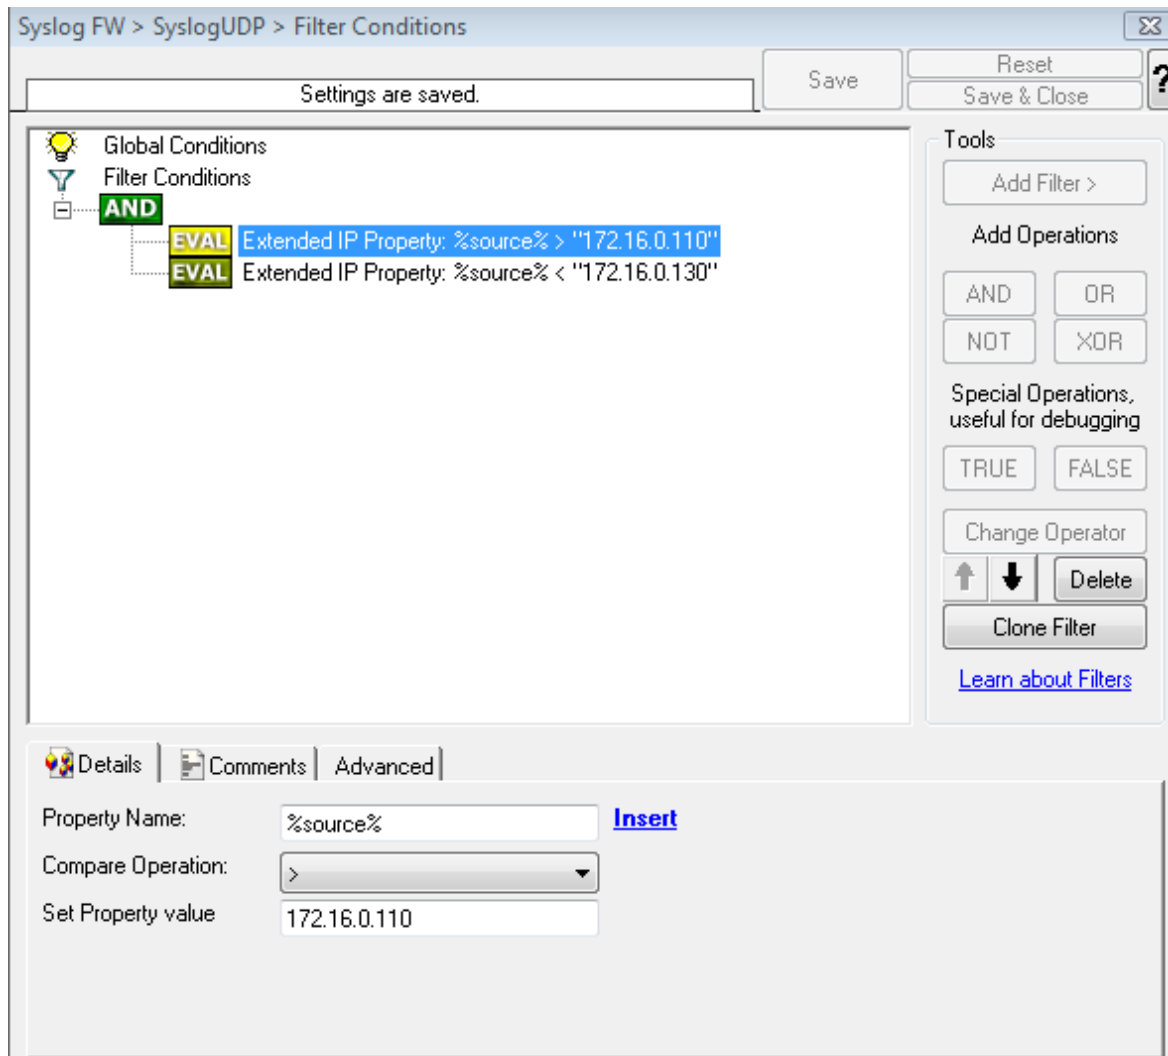 Syslog FW > SyslogUDP > Filter Conditions
Settings are saved.
Save
Reset
Save & Close
?
Global Conditions
Filter Conditions
AND
EVAL Extended IP Property: %source% > "172.16.0.110"
EVAL Extended IP Property: %source% < "172.16.0.130"
Tools
Add Filter >
Add Operations
AND OR
NOT XOR
Special Operations,
useful for debugging
TRUE FALSE
Change Operator
Delete
Clone Filter
Learn about Filters
Details Comments Advanced
Property Name: %source% Insert
Compare Operation: >
Set Property value 172.16.0.110